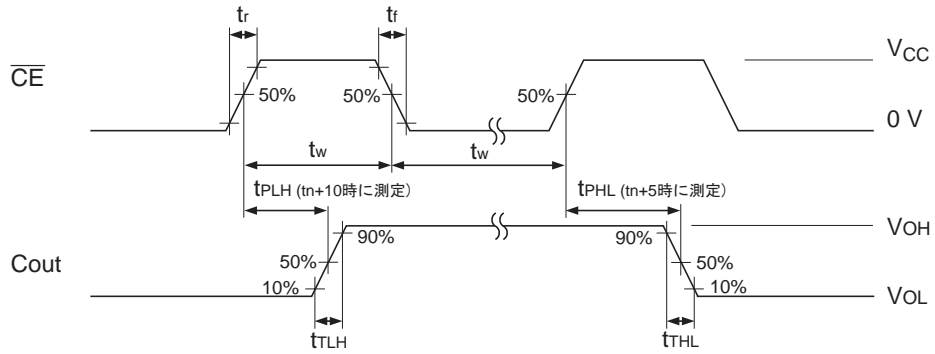 tr tf
CE
50% 50% 50%
VCC
0 V
tw tw
tPLH (tn+10時に測定) tPHL (tn+5時に測定)
Cout
90% 90%
50% 50%
10% 10%
VOH
VOL
tTLH tTHL